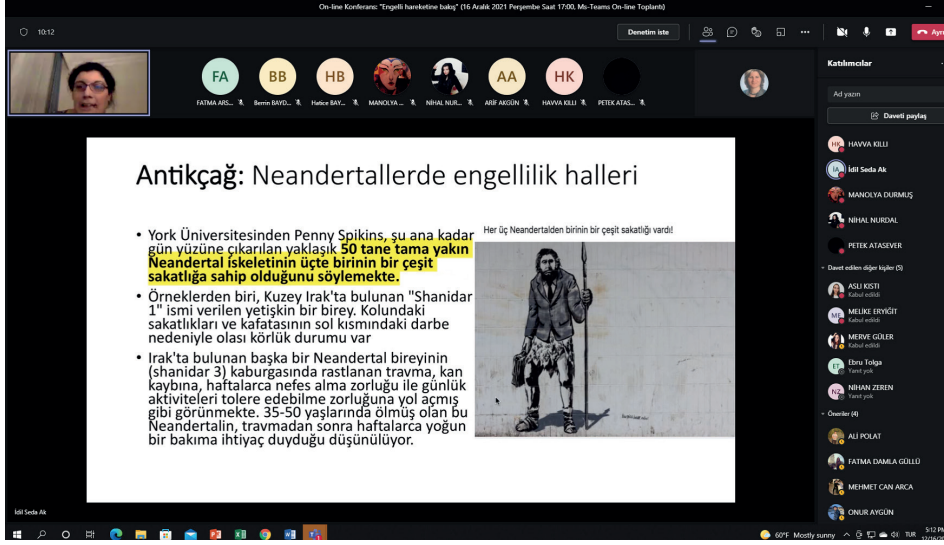 On-line Konferans: "Engelli hareketine bakış" (16 Aralık 2021 Perşembe Saat 17:00, Ms-Teams On-line Toplantı)
10:12
Denetim iste
Ayrı
FA
BB
HB
AA
HK
FATMA ARS...
Berrin BAYD...
Hatice BAY...
MANOLYA ...
NİHAL NUR...
ARİF AKGÜN
HAVVA KILLI
PETEK ATAS...
Antikçağ: Neandertallerde engellilik halleri
• York Üniversitesinden Penny Spikins, şu ana kadar
gün yüzüne çıkarılan yaklaşık 50 tane tama yakın
Neandertal iskeletinin üçte birinin bir çeşit
sakatlığa sahip olduğunu söylemekte.
• Örneklerden biri, Kuzey Irak'ta bulunan "Shanidar
1" ismi verilen yetişkin bir birey. Kolundaki
sakatlıkları ve kafatasının sol kısmındaki darbe
nedeniyle olası körlük durumu var
• Irak'ta bulunan başka bir Neandertal bireyinin
(shanidar 3) kaburgasında rastlanan travma, kan
kaybına, haftalarca nefes alma zorluğu ile günlük
aktiviteleri tolere edebilme zorluğuna yol açmış
gibi görünmekte. 35-50 yaşlarında ölmüş olan bu
Neandertalin, travmadan sonra haftalarca yoğun
bir bakıma ihtiyaç duyduğu düşünülüyor.
Her üç Neandertalden birinin bir çeşit sakatlığı vardı!
İdil Seda Ak
Katılımcılar
Ad yazın
Daveti paylaş
HK HAVVA KILLI
İA İdil Seda Ak
MANOLYA DURMUŞ
NİHAL NURDAL
PETEK ATASEVER
Davet edilen diğer kişiler (5)
ASLI KISTI
Kabul edildi
ME MELİKE ERYİĞİT
Kabul edildi
MERVE GÜLER
Kabul edildi
ET Ebru Tolga
Yanıt yok
NZ NİHAN ZEREN
Yanıt yok
Öneriler (4)
ALİ POLAT
FATMA DAMLA GÜLLÜ
MEHMET CAN ARCA
ONUR AYGÜN
60°F Mostly sunny
TUR
5:12 PM